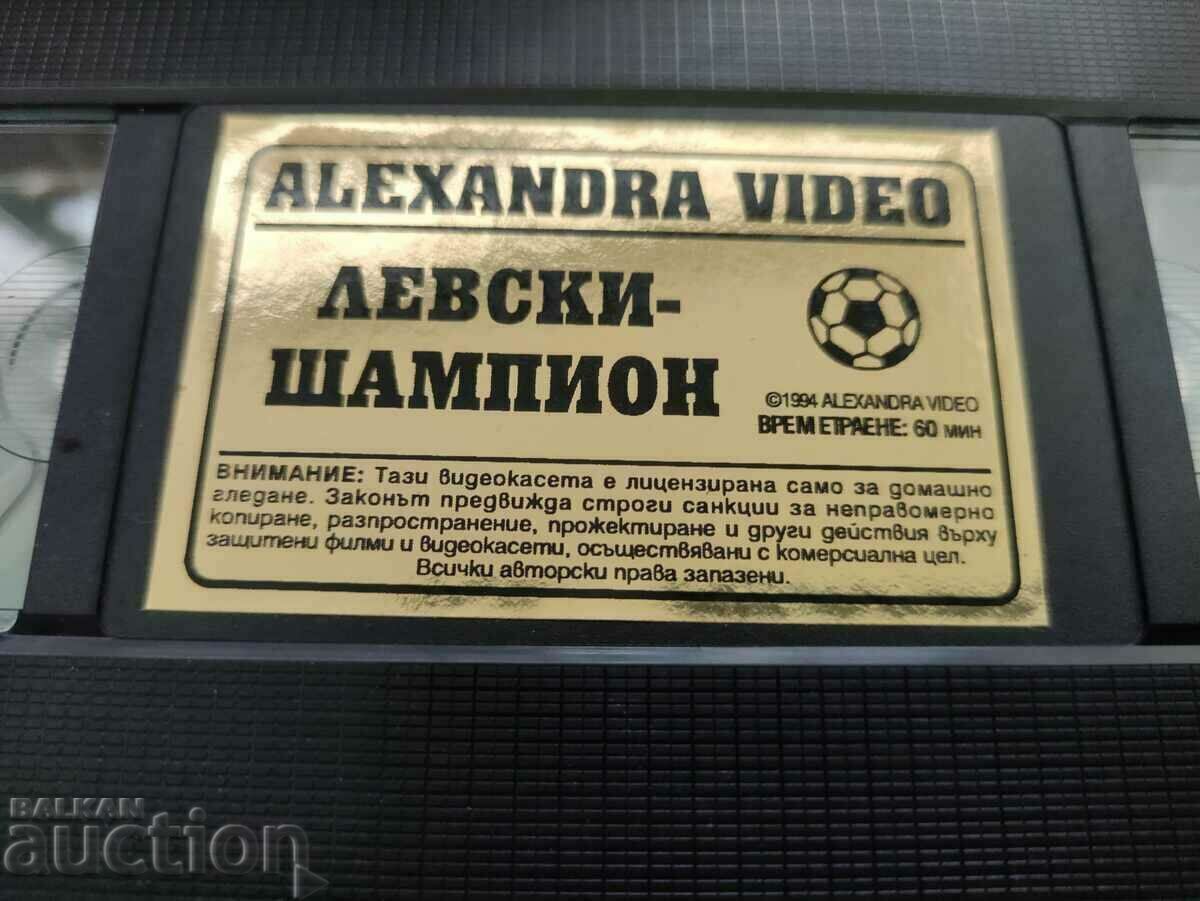 ALEXANDRA VIDEO
ЛЕВСКИ-
ШАМПИОН
©1994 ALEXANDRA VIDEO
ВРЕМЕТРАЕНЕ: 60 мин
ВНИМАНИЕ: Тази видеокасета е лицензирана само за домашно
гледане. Законът предвижда строги санкции за неправомерно
копиране, разпространение, прожектиране и други действия върху
защитени филми и видеокасети, осъществявани с комерсиална цел.
Всички авторски права запазени.
BALKAN
auction